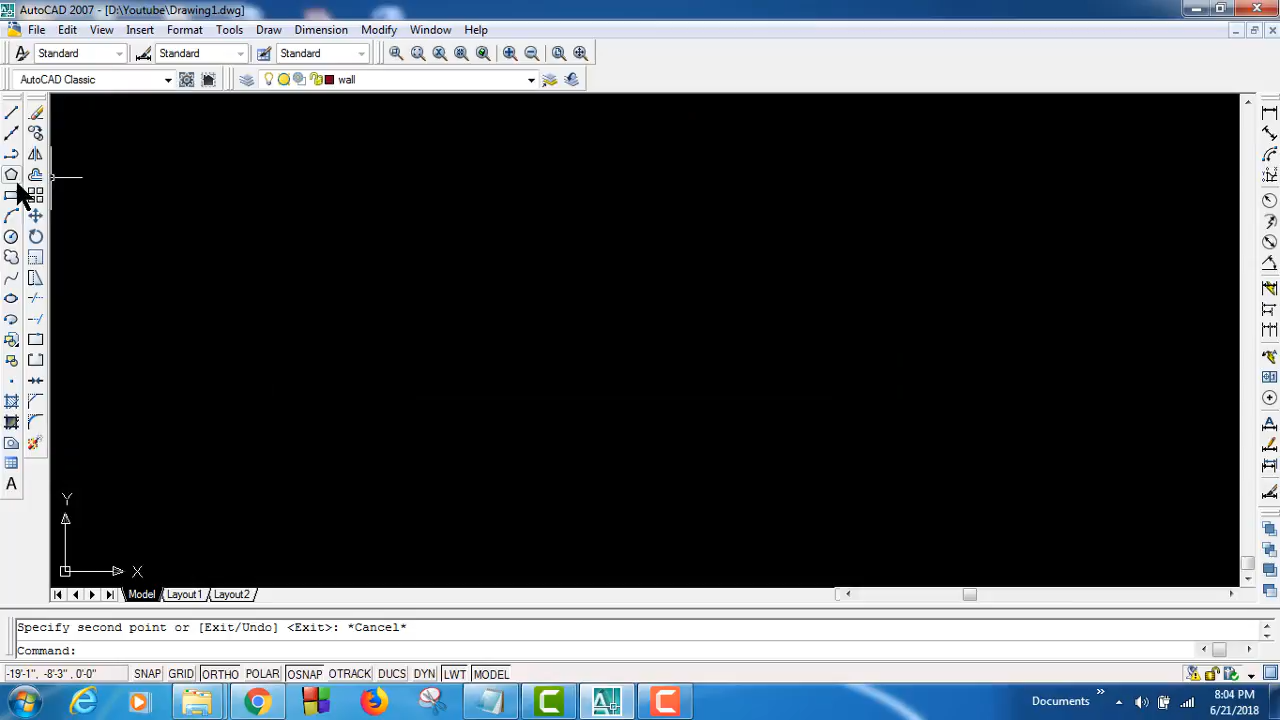 AutoCAD 2007 - [D:\Youtube\Drawing1.dwg]
File Edit View Insert Format Tools Draw Dimension Modify Window Help
Standard Standard Standard
AutoCAD Classic wall
A
Y
X
Model Layout1 Layout2
Specify second point or [Exit/Undo] <Exit>: *Cancel*
Command:
-19'-1", -8'-3", 0'-0" SNAP GRID ORTHO POLAR OSNAP OTRACK DUCS DYN LWT MODEL
Documents
8:04 PM
6/21/2018